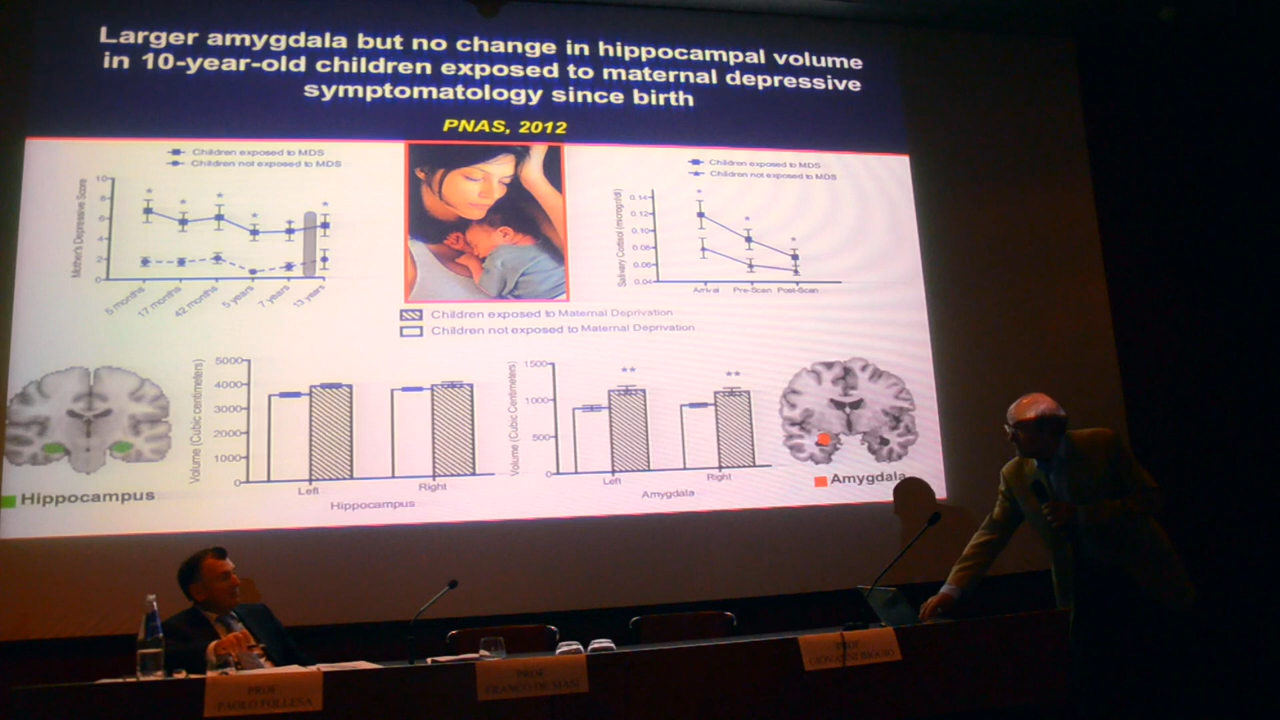 Larger amygdala but no change in hippocampal volume
in 10-year-old children exposed to maternal depressive
symptomatology since birth
PNAS, 2012
Children exposed to MDS
Children not exposed to MDS
Mother's Depressive Score
10
8
6
4
2
0
5 months
17 months
42 months
5 years
7 years
13 years
Children exposed to MDS
Children not exposed to MDS
Salivary Cortisol
0.14
0.12
0.10
0.08
0.06
0.04
Arrival
Pre-Scan
Post-Scan
Children exposed to Maternal Deprivation
Children not exposed to Maternal Deprivation
Hippocampus
Volume (Cubic centimeters)
5000
4000
3000
2000
1000
0
Left
Right
Hippocampus
Volume (Cubic Centimeters)
1500
1000
500
0
**
**
Left
Right
Amygdala
Amygdala
PROF
PAOLO FOLLESA
PROF
FRANCO DE MASI
PROF
GIOVANNI BIGGIO